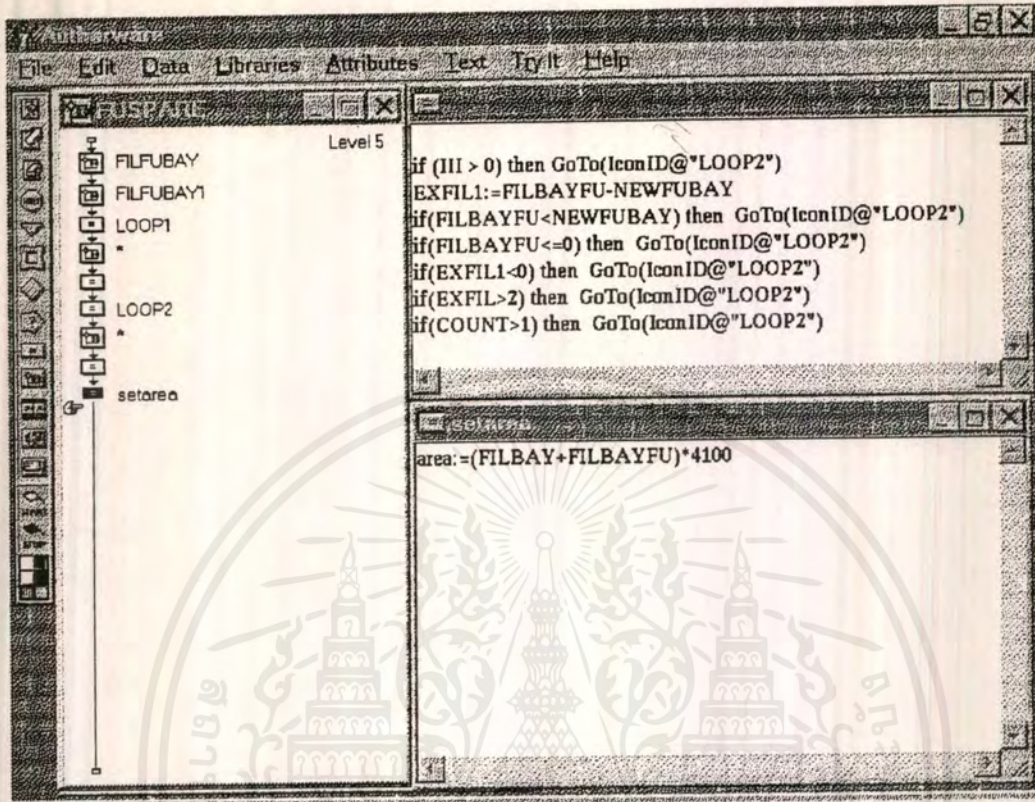 Authorware
File Edit Data Libraries Attributes Text Try It Help
FUSPARE
Level 5
FILFUBAY
FILFUBAY1
LOOP1
*
LOOP2
*
setarea
if (III > 0) then GoTo(IconID@"LOOP2")
EXFIL1:=FILBAYFU-NEWFUBAY
if(FILBAYFU<NEWFUBAY) then GoTo(IconID@"LOOP2")
if(FILBAYFU<=0) then GoTo(IconID@"LOOP2")
if(EXFIL1<0) then GoTo(IconID@"LOOP2")
if(EXFIL>2) then GoTo(IconID@"LOOP2")
if(COUNT>1) then GoTo(IconID@"LOOP2")
setarea
area:=(FILBAY+FILBAYFU)*4100